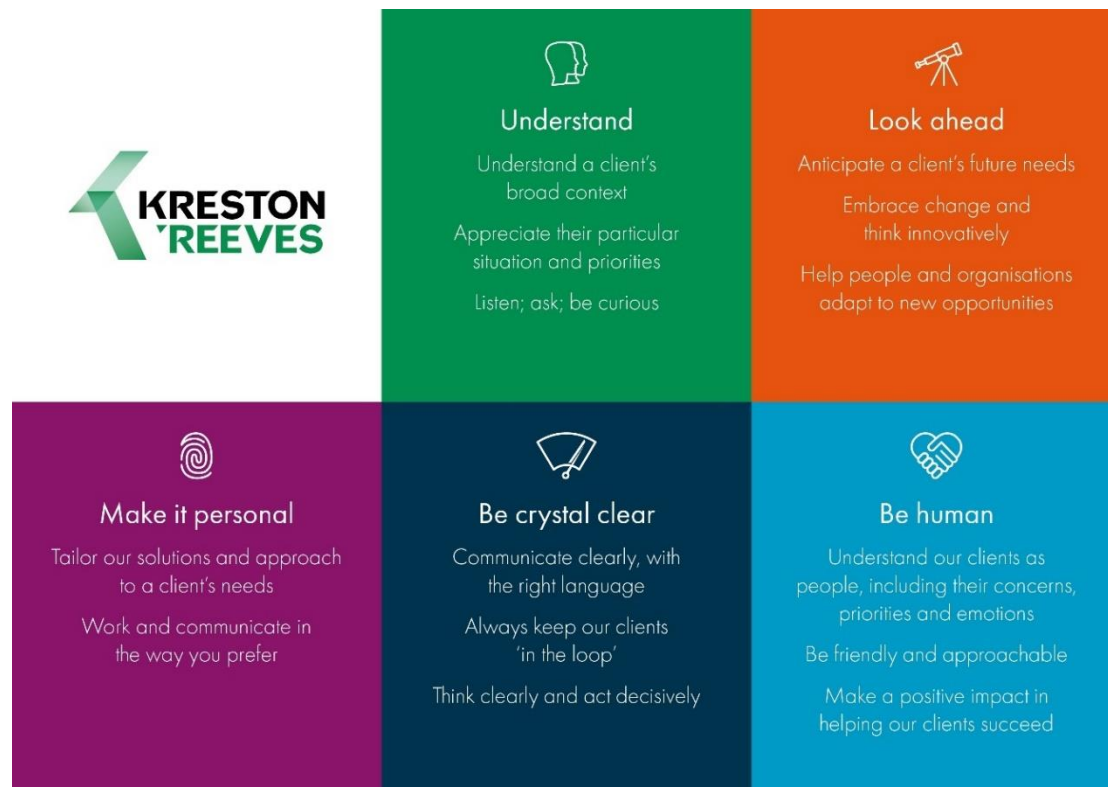 KRESTON
REEVES
Understand
Understand a client's
broad context
Appreciate their particular
situation and priorities
Listen; ask; be curious
Look ahead
Anticipate a client's future needs
Embrace change and
think innovatively
Help people and organisations
adapt to new opportunities
Make it personal
Tailor our solutions and approach
to a client's needs
Work and communicate in
the way you prefer
Be crystal clear
Communicate clearly, with
the right language
Always keep our clients
'in the loop'
Think clearly and act decisively
Be human
Understand our clients as
people, including their concerns,
priorities and emotions
Be friendly and approachable
Make a positive impact in
helping our clients succeed